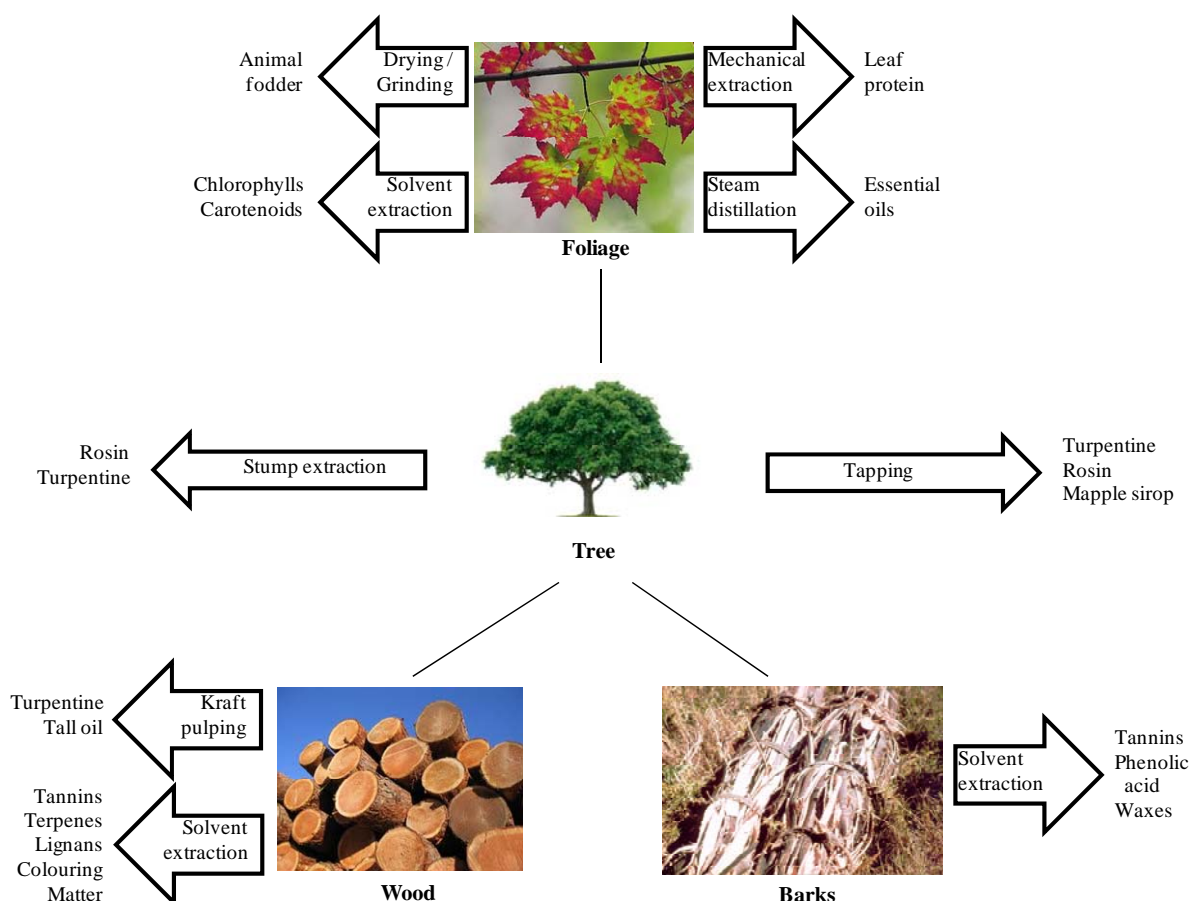 Animal
fodder
Drying /
Grinding
Mechanical
extraction
Leaf
protein
Chlorophylls
Carotenoids
Solvent
extraction
Steam
distillation
Essential
oils
Foliage
Rosin
Turpentine
Stump extraction
Tapping
Turpentine
Rosin
Mapple sirop
Tree
Turpentine
Tall oil
Kraft
pulping
Tannins
Terpenes
Lignans
Colouring
Matter
Solvent
extraction
Wood
Solvent
extraction
Tannins
Phenolic
acid
Waxes
Barks